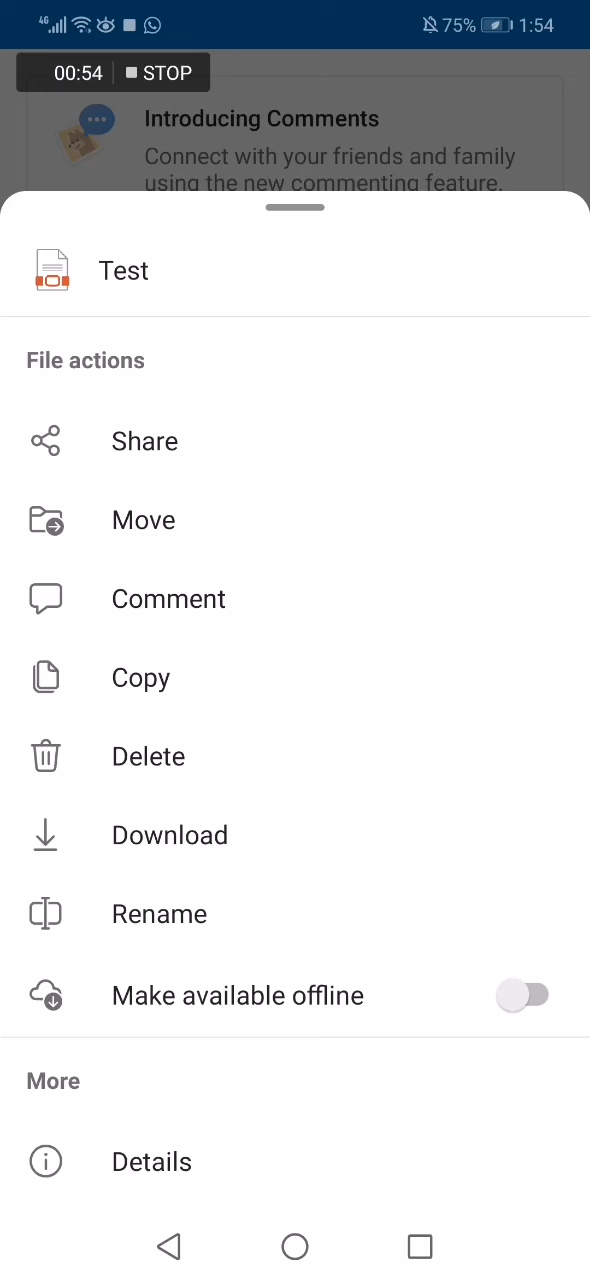 4G 75% 1:54
00:54 STOP
Introducing Comments
Connect with your friends and family
using the new commenting feature.
Test
File actions
Share
Move
Comment
Copy
Delete
Download
Rename
Make available offline
More
Details